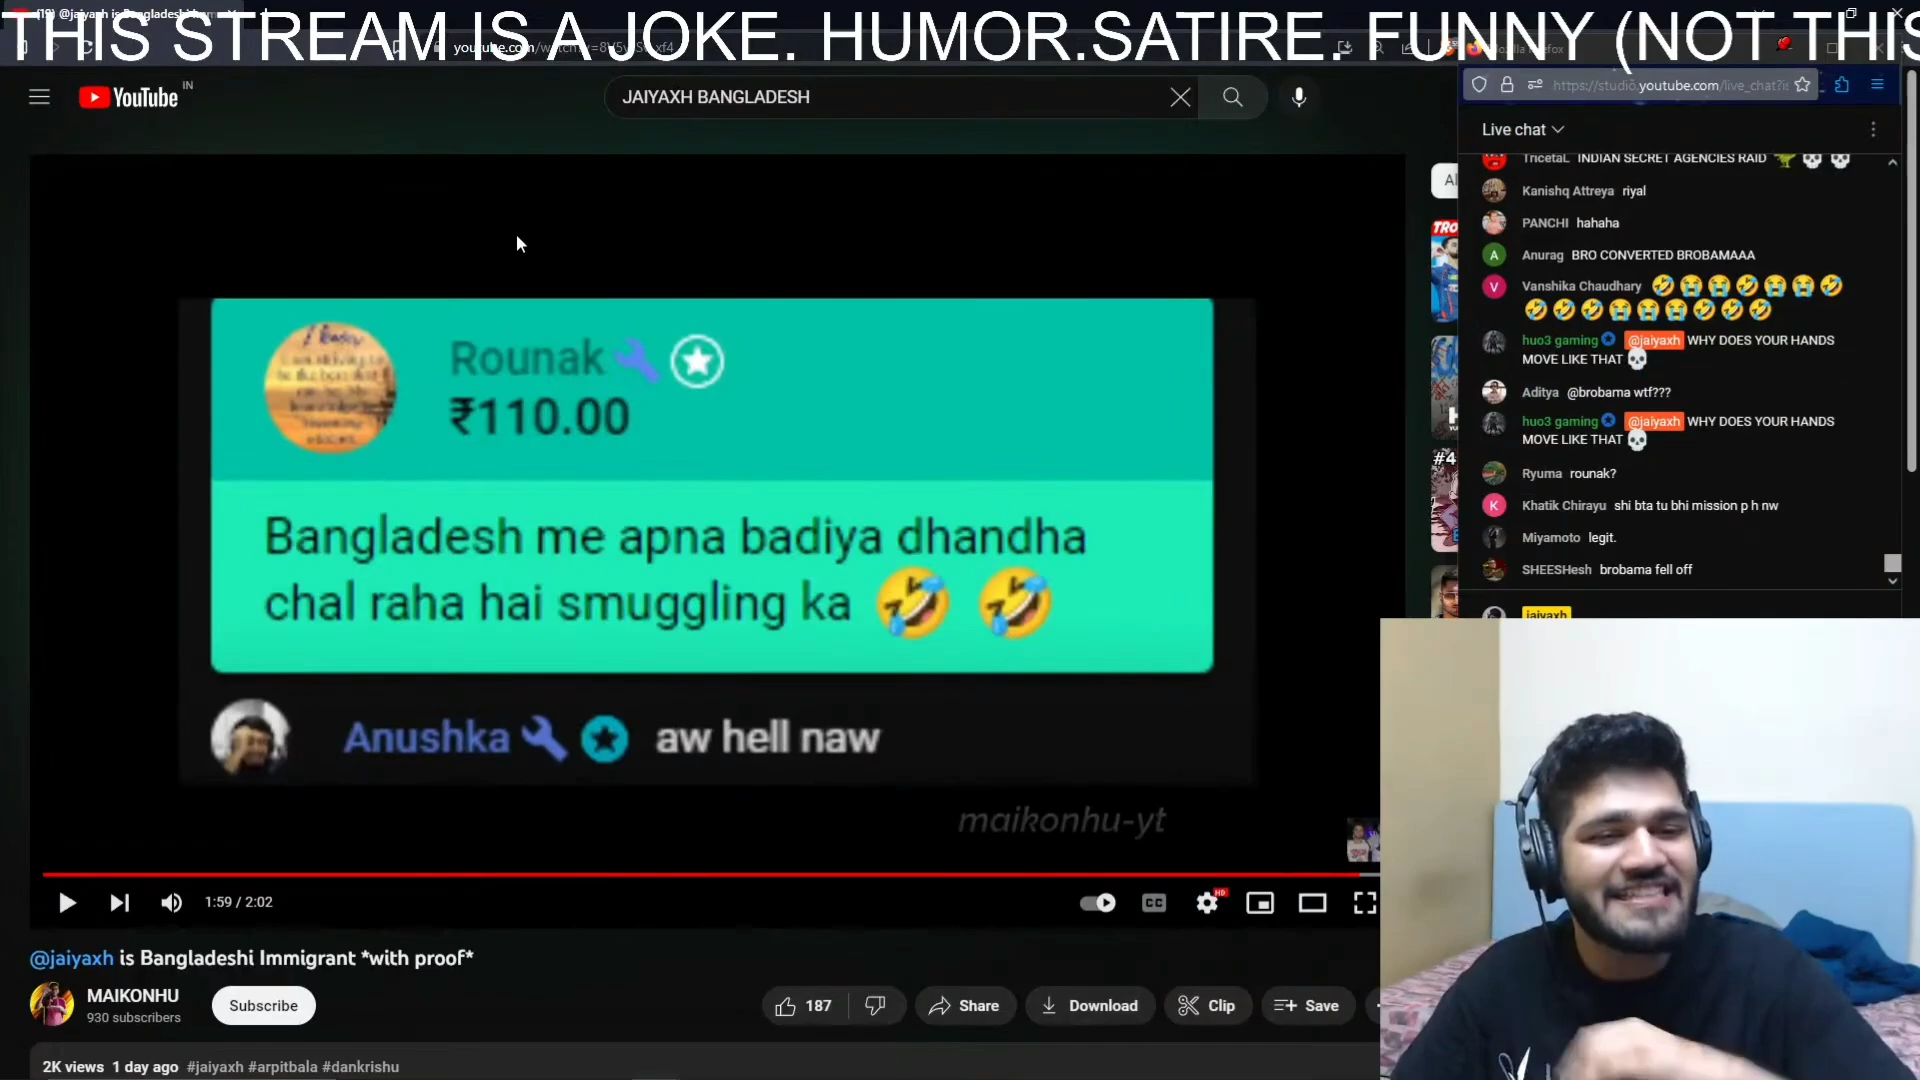 THIS STREAM IS A JOKE. HUMOR.SATIRE. FUNNY (NOT THIS
YouTube IN
JAIYAXH BANGLADESH
Live chat
TricetaL INDIAN SECRET AGENCIES RAID
Kanishq Attreya riyal
PANCHI hahaha
A Anurag BRO CONVERTED BROBAMAAA
V Vanshika Chaudhary
huo3 gaming @jaiyaxh WHY DOES YOUR HANDS
MOVE LIKE THAT
Aditya @brobama wtf???
huo3 gaming @jaiyaxh WHY DOES YOUR HANDS
MOVE LIKE THAT
Ryuma rounak?
K Khatik Chirayu shi bta tu bhi mission p h nw
Miyamoto legit.
SHEESHesh brobama fell off
jaiyaxh
Rounak
₹110.00
Bangladesh me apna badiya dhandha
chal raha hai smuggling ka
Anushka aw hell naw
maikonhu-yt
#4
1:59 / 2:02
CC
HD
@jaiyaxh is Bangladeshi Immigrant *with proof*
MAIKONHU
930 subscribers
Subscribe
187
Share
Download
Clip
Save
2K views 1 day ago #jaiyaxh #arpitbala #dankrishu